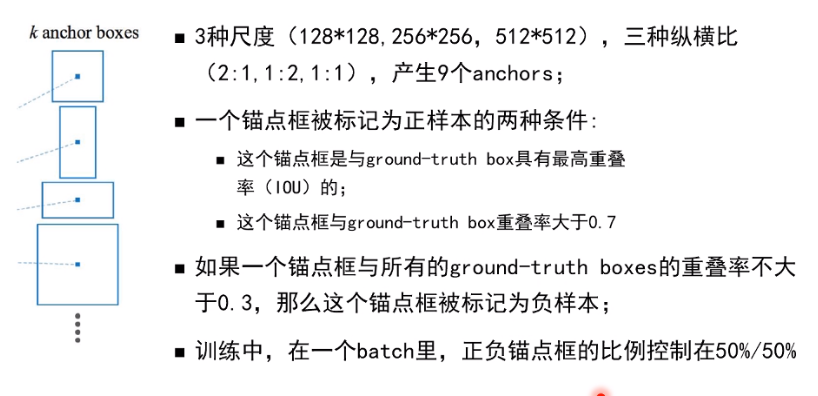 k anchor boxes
■ 3种尺度（128*128,256*256，512*512），三种纵横比
（2:1,1:2,1:1），产生9个anchors；
■ 一个锚点框被标记为正样本的两种条件:
■ 这个锚点框是与ground-truth box具有最高重叠
率（IOU）的；
■ 这个锚点框与ground-truth box重叠率大于0.7
■ 如果一个锚点框与所有的ground-truth boxes的重叠率不大
于0.3，那么这个锚点框被标记为负样本；
■ 训练中，在一个batch里，正负锚点框的比例控制在50%/50%